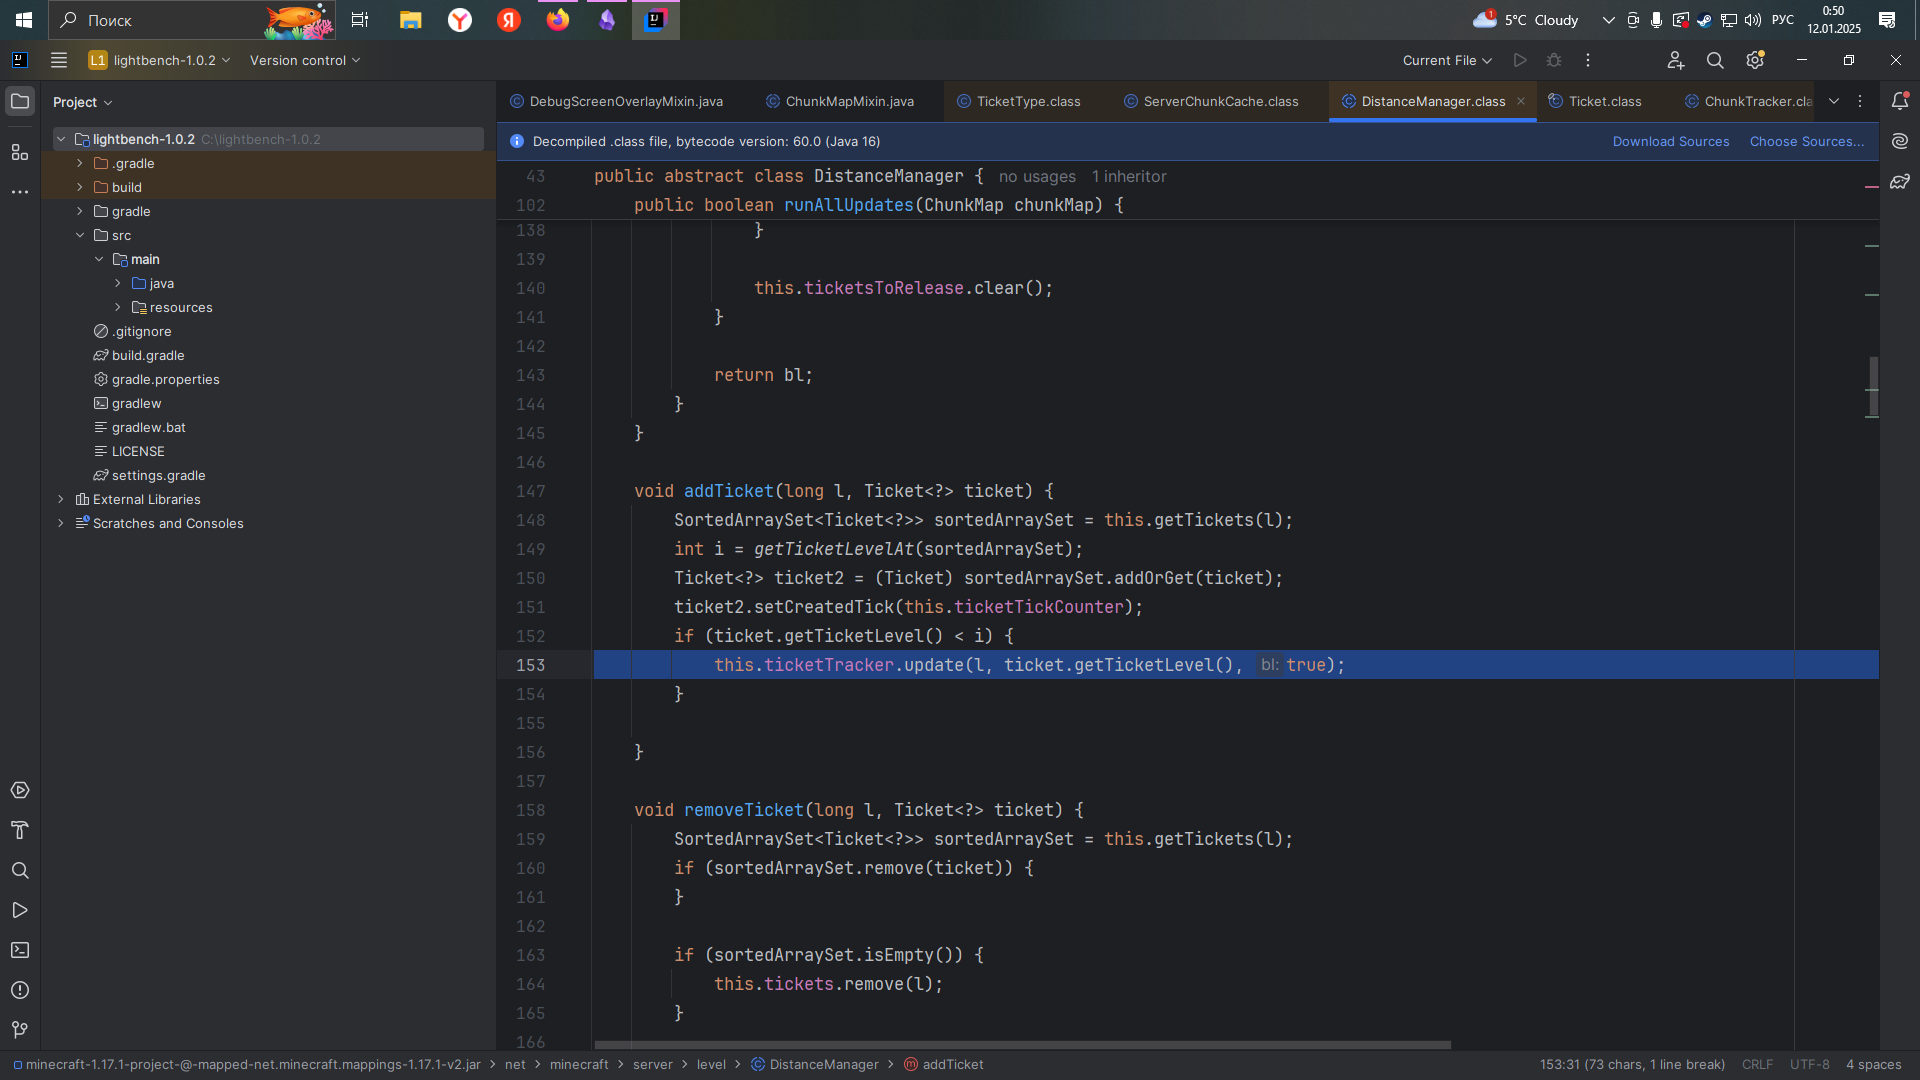 Поиск
1
5°C Cloudy
РУС
0:50
12.01.2025
L1 lightbench-1.0.2
Version control
Current File
Project
DebugScreenOverlayMixin.java
ChunkMapMixin.java
TicketType.class
ServerChunkCache.class
DistanceManager.class
Ticket.class
ChunkTracker.cla
Decompiled .class file, bytecode version: 60.0 (Java 16)
Download Sources
Choose Sources...
lightbench-1.0.2 C:\lightbench-1.0.2
.gradle
build
gradle
src
main
java
resources
.gitignore
build.gradle
gradle.properties
gradlew
gradlew.bat
LICENSE
settings.gradle
External Libraries
Scratches and Consoles
43 public abstract class DistanceManager { no usages 1 inheritor
102 public boolean runAllUpdates(ChunkMap chunkMap) {
138 }
139
140 this.ticketsToRelease.clear();
141 }
142
143 return bl;
144 }
145 }
146
147 void addTicket(long l, Ticket<?> ticket) {
148 SortedArraySet<Ticket<?>> sortedArraySet = this.getTickets(l);
149 int i = getTicketLevelAt(sortedArraySet);
150 Ticket<?> ticket2 = (Ticket) sortedArraySet.addOrGet(ticket);
151 ticket2.setCreatedTick(this.ticketTickCounter);
152 if (ticket.getTicketLevel() < i) {
153 this.ticketTracker.update(l, ticket.getTicketLevel(), bl: true);
154 }
155
156 }
157
158 void removeTicket(long l, Ticket<?> ticket) {
159 SortedArraySet<Ticket<?>> sortedArraySet = this.getTickets(l);
160 if (sortedArraySet.remove(ticket)) {
161 }
162
163 if (sortedArraySet.isEmpty()) {
164 this.tickets.remove(l);
165 }
166
minecraft-1.17.1-project-@-mapped-net.minecraft.mappings-1.17.1-v2.jar > net > minecraft > server > level > DistanceManager > addTicket
153:31 (73 chars, 1 line break)
CRLF
UTF-8
4 spaces